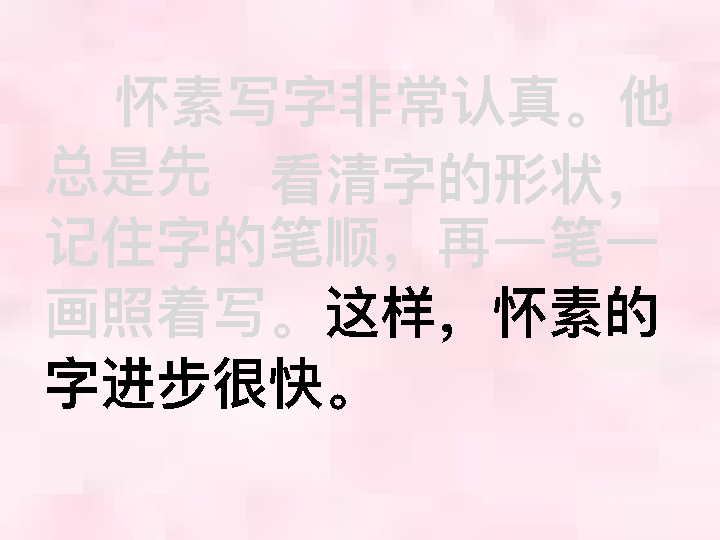 怀素写字非常认真。他
总是先 看清字的形状，
记住字的笔顺，再一笔一
画照着写。这样，怀素的
字进步很快。